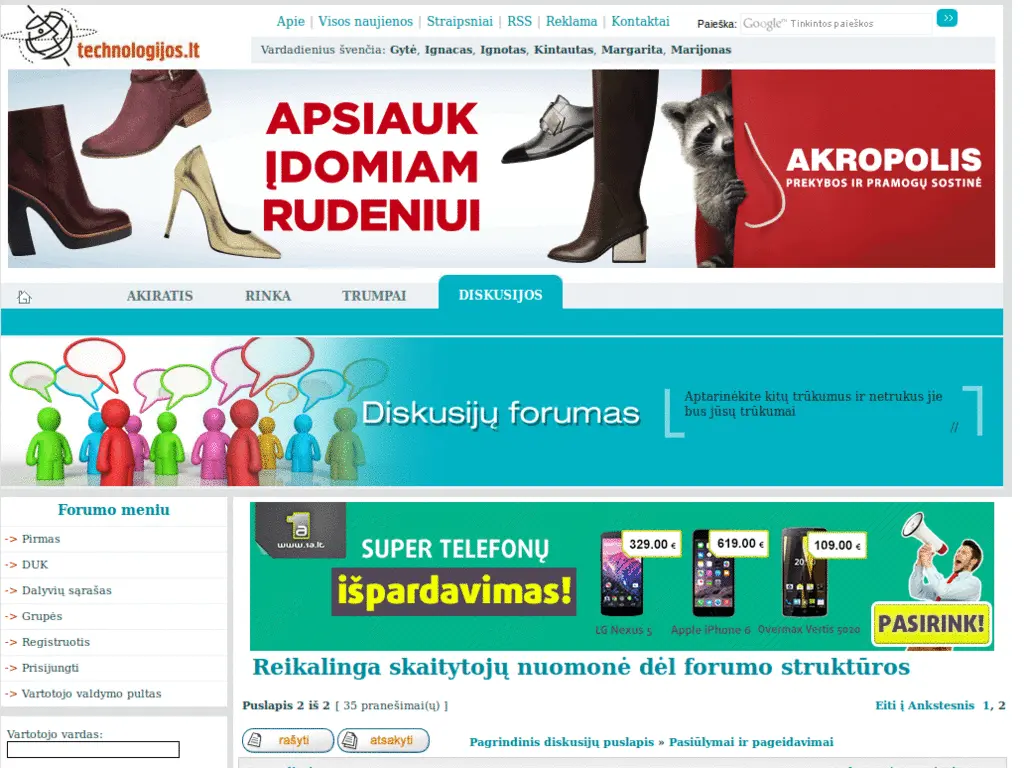 Apie | Visos naujienos | Straipsniai | RSS | Reklama | Kontaktai
Paieška: Google™ Tinkintos paieškos >>
technologijos.lt
Vardadienius švenčia: Gytė, Ignacas, Ignotas, Kintautas, Margarita, Marijonas
APSIAUK
ĮDOMIAM
RUDENIUI
AKROPOLIS
PREKYBOS IR PRAMOGŲ SOSTINĖ
AKIRATIS RINKA TRUMPAI DISKUSIJOS
Diskusijų forumas
Aptarinėkite kitų trūkumus ir netrukus jie
bus jūsų trūkumai
//
Forumo meniu
-> Pirmas
-> DUK
-> Dalyvių sąrašas
-> Grupės
-> Registruotis
-> Prisijungti
-> Vartotojo valdymo pultas
Vartotojo vardas:
1a
www.1a.lt
SUPER TELEFONŲ
išpardavimas!
329.00 € 619.00 € 109.00 €
LG Nexus 5 Apple iPhone 6 Overmax Vertis 5020
PASIRINK!
Reikalinga skaitytojų nuomonė dėl forumo struktūros
Puslapis 2 iš 2 [ 35 pranešimai(ų) ]
Eiti į Ankstesnis 1, 2
rašyti atsakyti
Pagrindinis diskusijų puslapis » Pasiūlymai ir pageidavimai